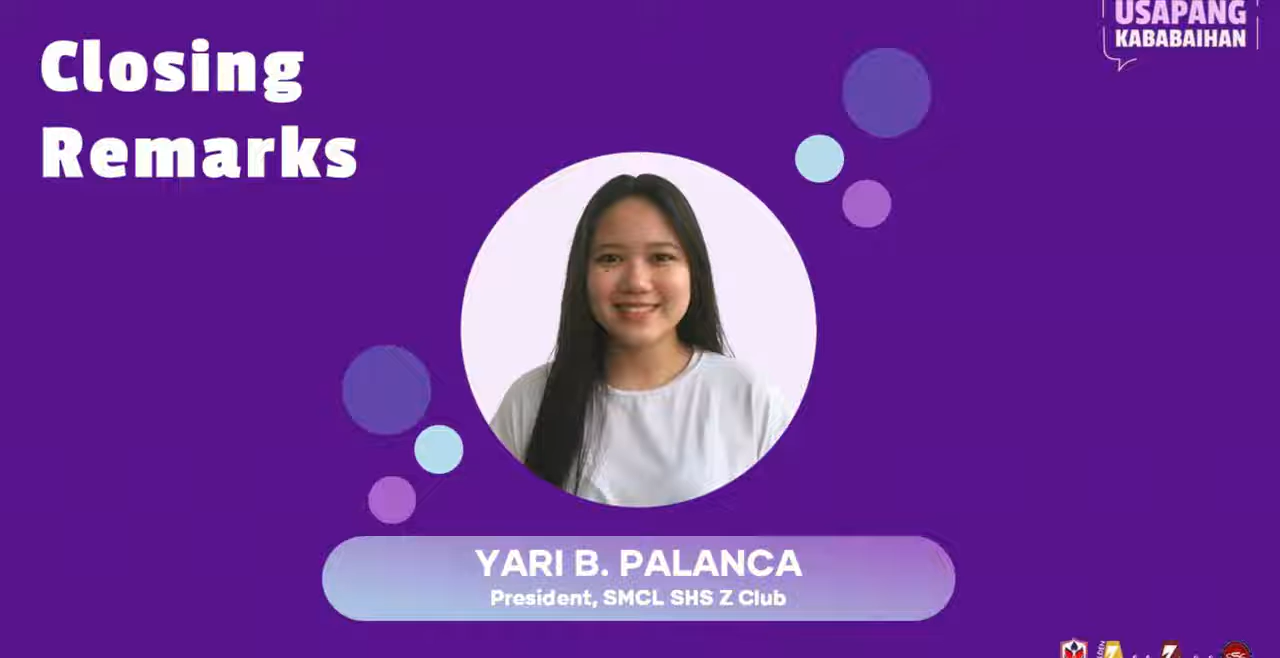 Closing
Remarks
USAPANG
KABABAIHAN
YARI B. PALANCA
President, SMCL SHS Z Club